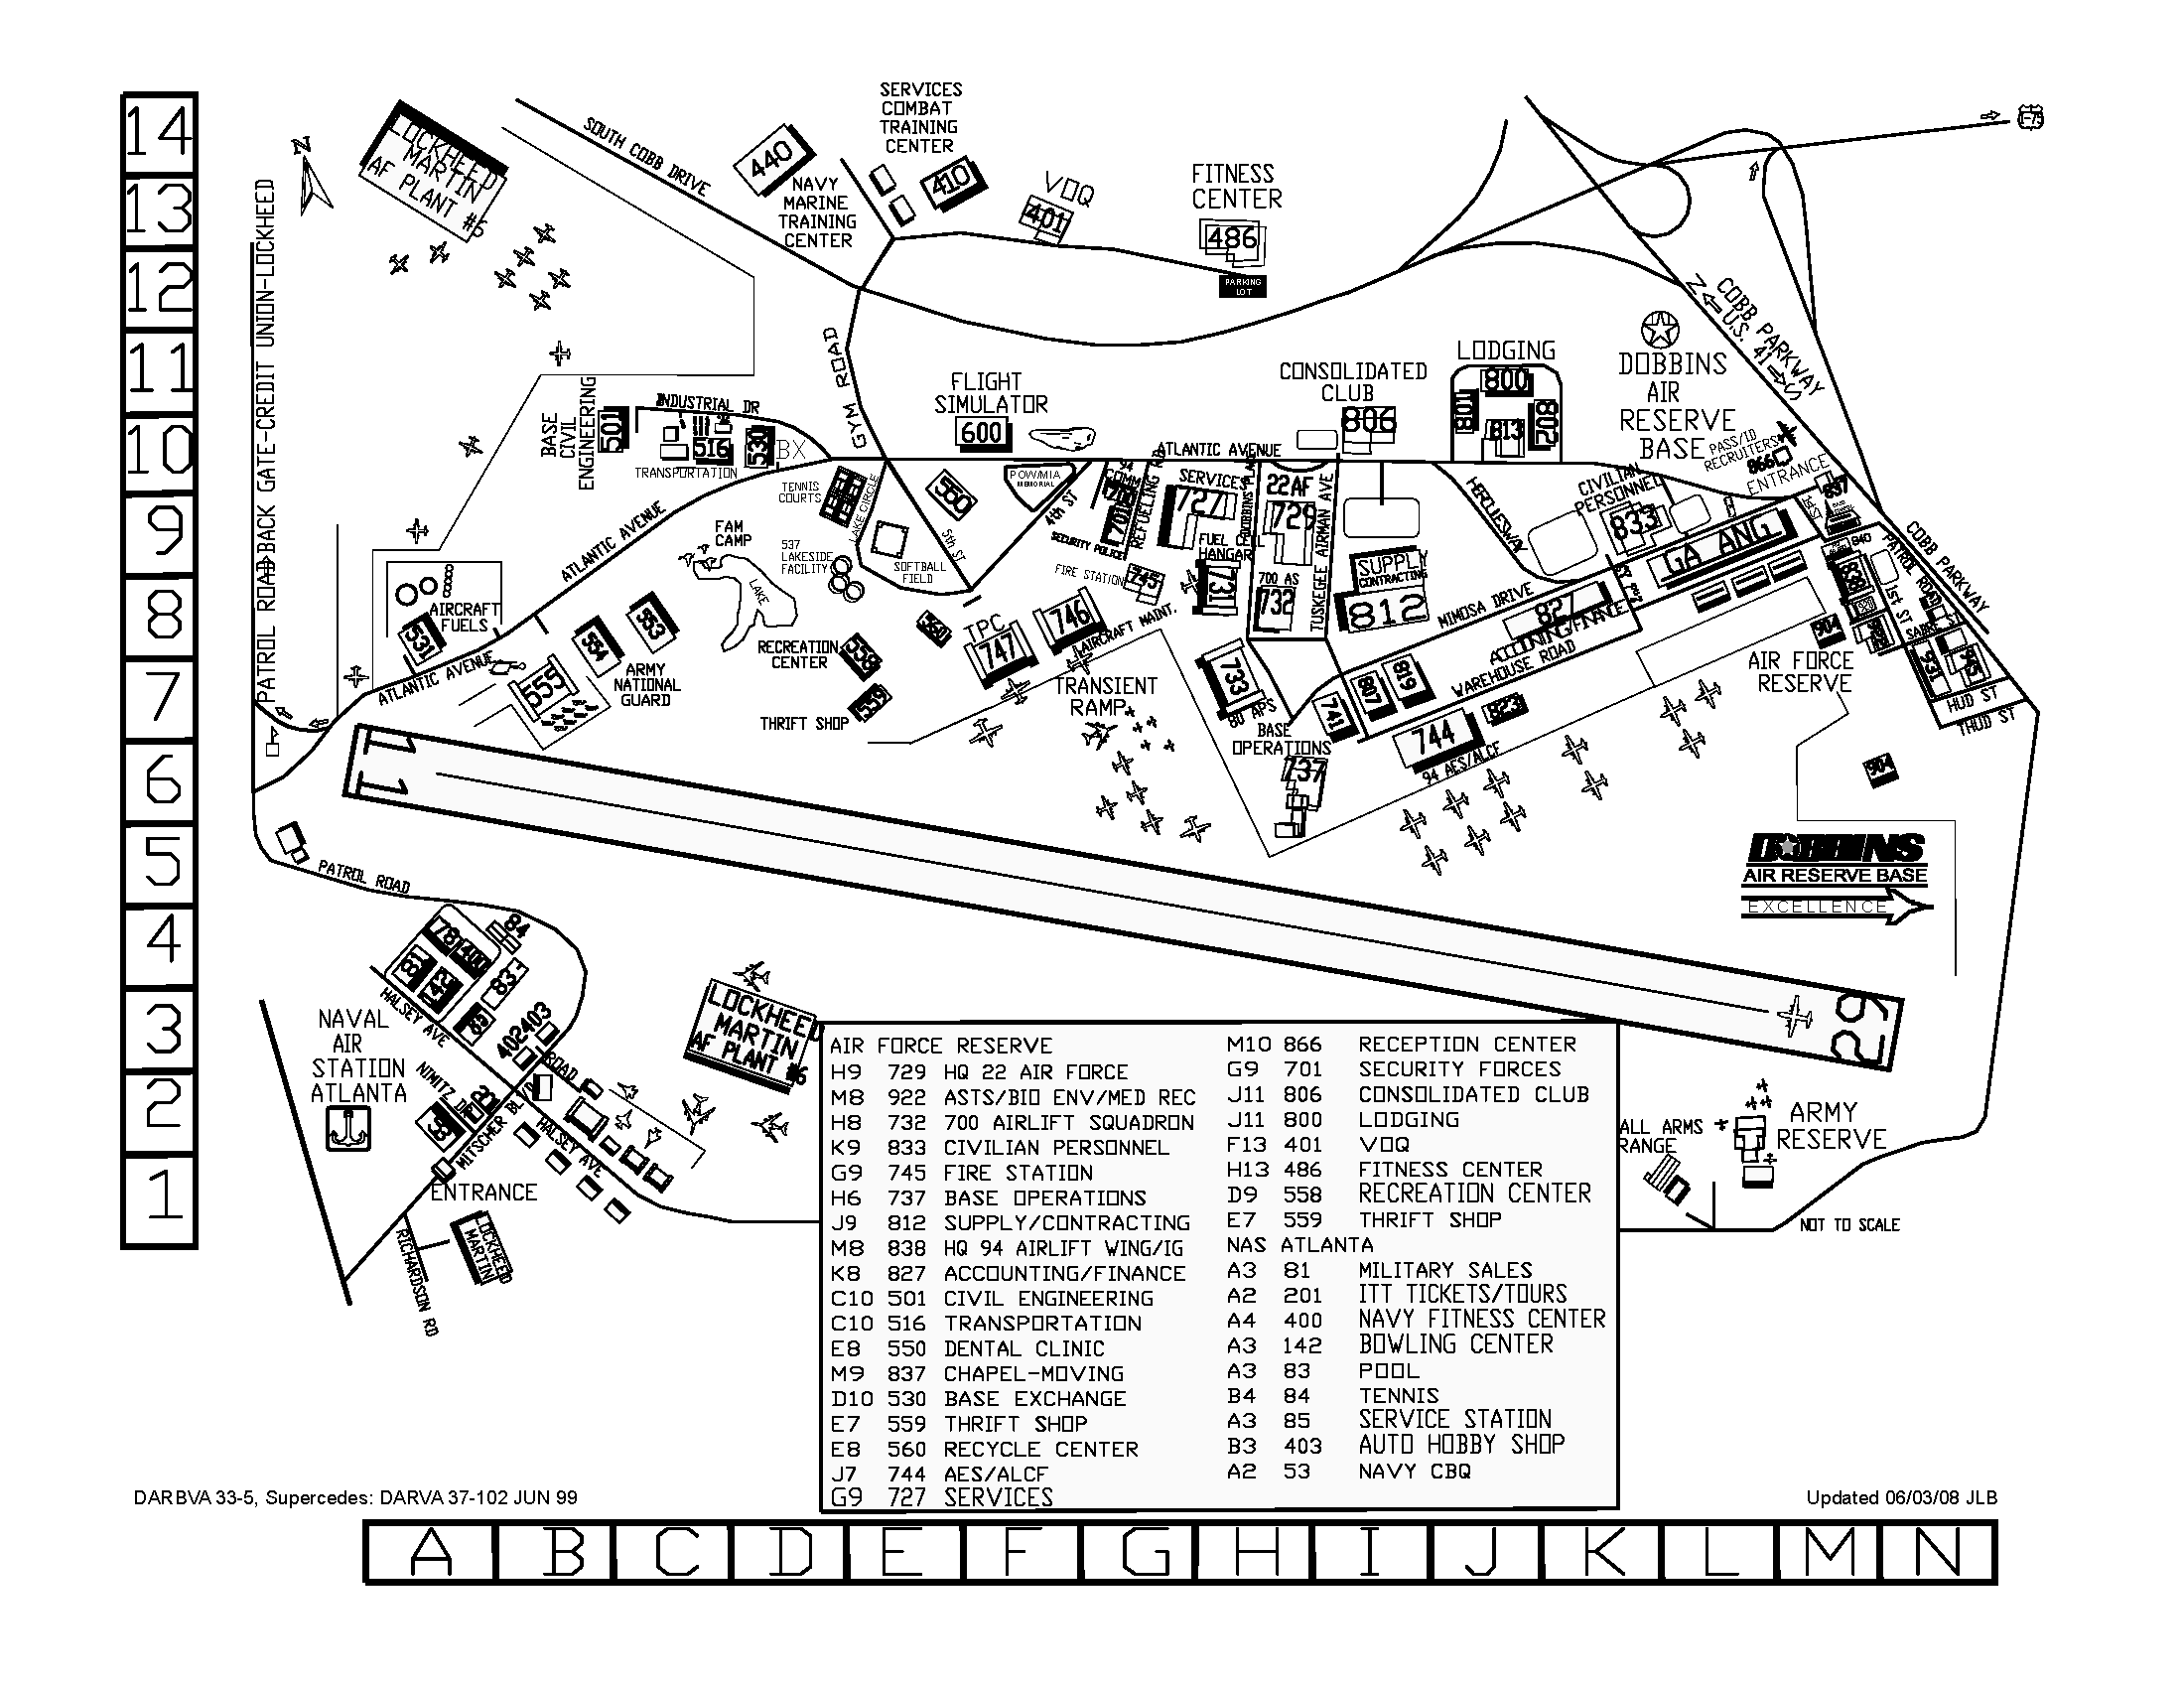 14
13
12
11
10
9
8
7
6
5
4
3
2
1
N
LOCKHEED
MARTIN
AF PLANT #6
SOUTH COBB DRIVE
440
NAVY
MARINE
TRAINING
CENTER
SERVICES
COMBAT
TRAINING
CENTER
410
VOQ
401
FITNESS
CENTER
486
PARKING
LOT
N
COBB PARKWAY
U.S. 41
S
PATROL ROAD
BACK GATE-CREDIT UNION-LOCKHEED
BASE
CIVIL
ENGINEERING
501
INDUSTRIAL DR
516
530
BX
TRANSPORTATION
GYM ROAD
FLIGHT
SIMULATOR
600
CONSOLIDATED
CLUB
806
LODGING
800
801
802
813
DOBBINS
AIR
RESERVE
BASE
PASS/ID
RECRUITERS
866
ENTRANCE
ATLANTIC AVENUE
TENNIS
COURTS
LAKE CIRCLE
560
POW/MIA
MEMORIAL
4th ST
5th ST
SECURITY POLICE
701
REFUELING RD
SERVICES
727
FUEL CELL
HANGAR
731
22AF
729
TUSKEGEE AIRMAN AVE
HERCULES WY
CIVILIAN
PERSONNEL
833
GA ANG
837
COBB PARKWAY
PATROL ROAD
ATLANTIC AVENUE
FAM
CAMP
LAKE
537
LAKESIDE
FACILITY
SOFTBALL
FIELD
FIRE STATION
745
700 AS
732
SUPPLY
CONTRACTING
812
MIMOSA DRIVE
827
ACCOUNTING/FINANCE
WAREHOUSE ROAD
840
838
1st ST
904
931
945
HUD ST
THUD ST
AIR FORCE
RESERVE
AIRCRAFT
FUELS
531
ATLANTIC AVENUE
559
554
553
ARMY
NATIONAL
GUARD
RECREATION
CENTER
558
THRIFT SHOP
559
560
TPC
747
746
AIRCRAFT MAINT.
TRANSIENT
RAMP
733
80 APS
BASE
OPERATIONS
737
741
807
819
744
823
94 AES/ALCF
904
11
29
DOBBINS
AIR RESERVE BASE
EXCELLENCE
PATROL ROAD
78
400
84
81
142
83
85
HALSEY AVE
402
403
ROAD
NAVAL
AIR
STATION
ATLANTA
NIMITZ DR
53
MITSCHER BLVD
HALSEY AVE
ENTRANCE
RICHARDSON RD
LOCKHEED
MARTIN
LOCKHEED
MARTIN
AF PLANT #6
ALL ARMS
RANGE
ARMY
RESERVE
NOT TO SCALE
AIR FORCE RESERVE
H9 729 HQ 22 AIR FORCE
M8 922 ASTS/BIO ENV/MED REC
H8 732 700 AIRLIFT SQUADRON
K9 833 CIVILIAN PERSONNEL
G9 745 FIRE STATION
H6 737 BASE OPERATIONS
J9 812 SUPPLY/CONTRACTING
M8 838 HQ 94 AIRLIFT WING/IG
K8 827 ACCOUNTING/FINANCE
C10 501 CIVIL ENGINEERING
C10 516 TRANSPORTATION
E8 550 DENTAL CLINIC
M9 837 CHAPEL-MOVING
D10 530 BASE EXCHANGE
E7 559 THRIFT SHOP
E8 560 RECYCLE CENTER
J7 744 AES/ALCF
G9 727 SERVICES
M10 866 RECEPTION CENTER
G9 701 SECURITY FORCES
J11 806 CONSOLIDATED CLUB
J11 800 LODGING
F13 401 VOQ
H13 486 FITNESS CENTER
D9 558 RECREATION CENTER
E7 559 THRIFT SHOP
NAS ATLANTA
A3 81 MILITARY SALES
A2 201 ITT TICKETS/TOURS
A4 400 NAVY FITNESS CENTER
A3 142 BOWLING CENTER
A3 83 POOL
B4 84 TENNIS
A3 85 SERVICE STATION
B3 403 AUTO HOBBY SHOP
A2 53 NAVY CBQ
DARBVA 33-5, Supercedes: DARVA 37-102 JUN 99
Updated 06/03/08 JLB
A B C D E F G H I J K L M N